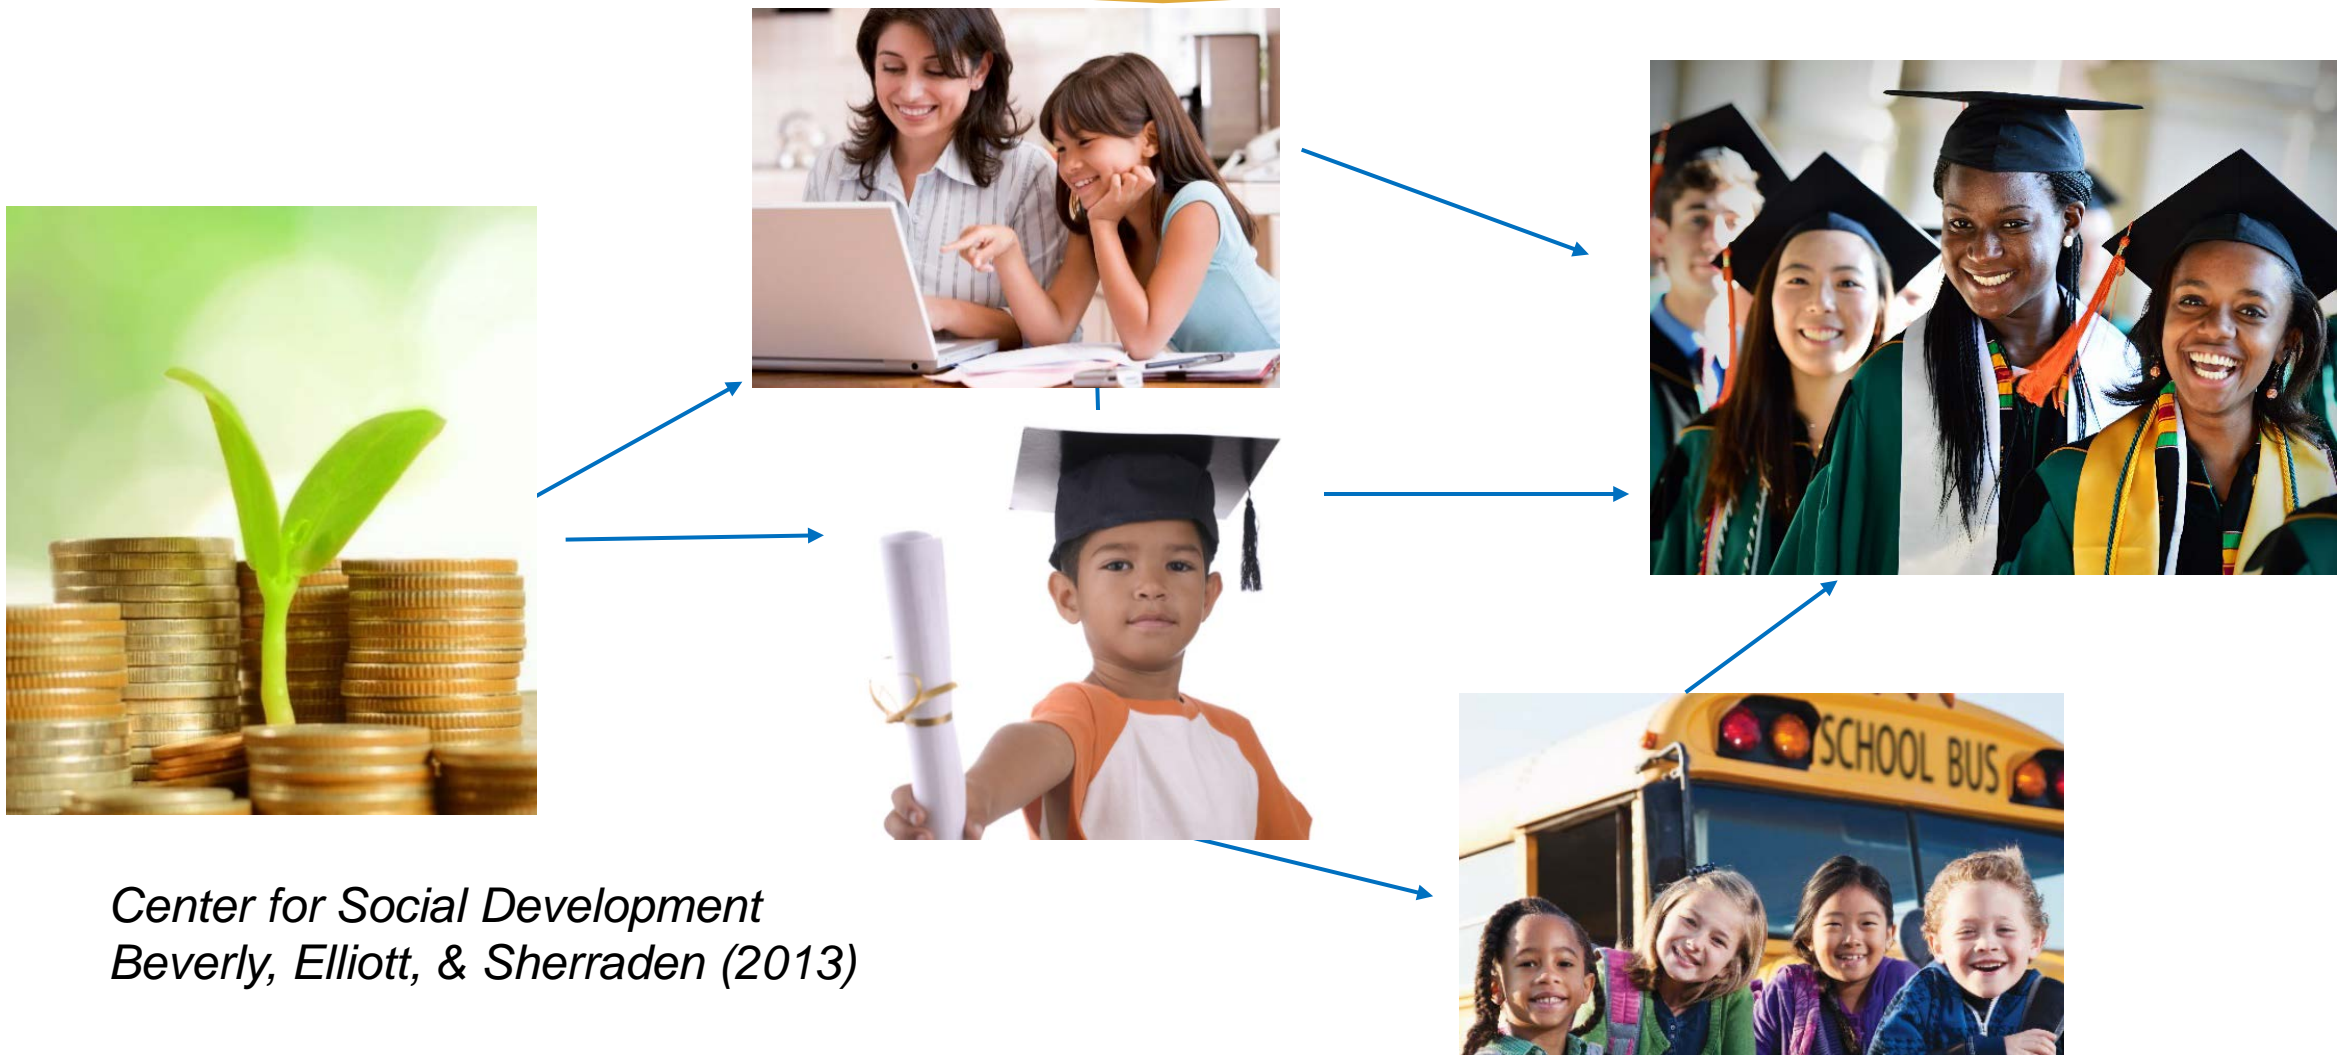 SCHOOL BUS
Center for Social Development
Beverly, Elliott, & Sherraden (2013)